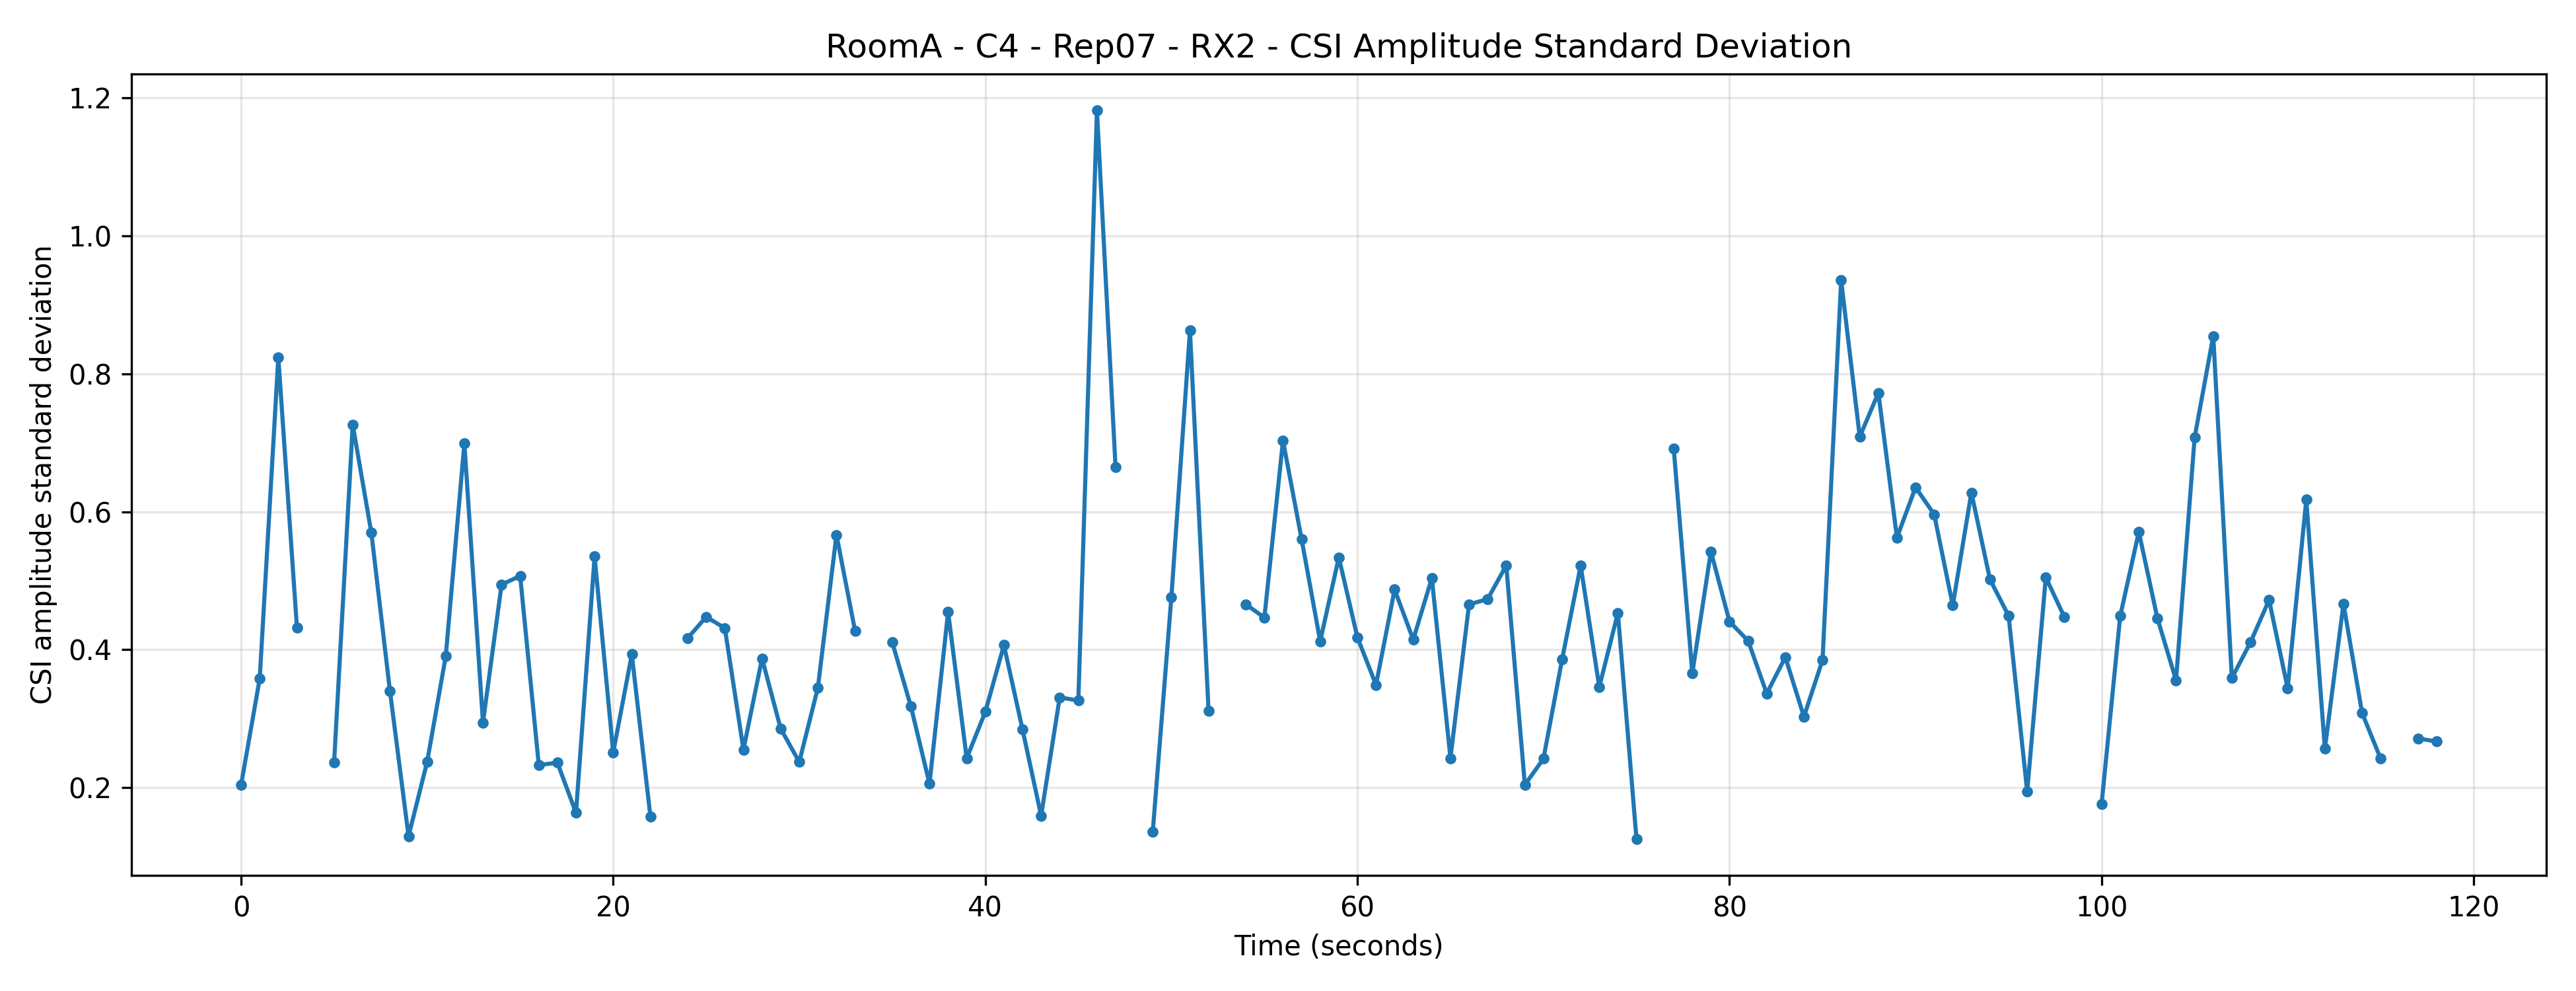 RoomA - C4 - Rep07 - RX2 - CSI Amplitude Standard Deviation
CSI amplitude standard deviation
1.2
1.0
0.8
0.6
0.4
0.2
0 20 40 60 80 100 120
Time (seconds)